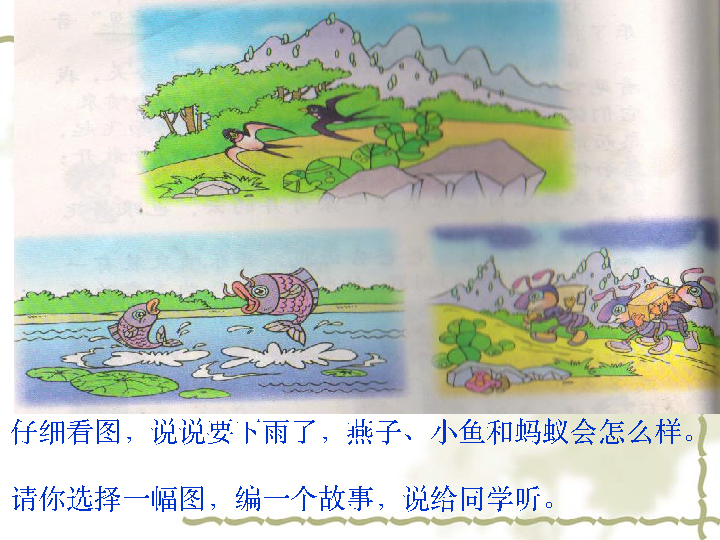 仔细看图，说说要下雨了，燕子、小鱼和蚂蚁会怎么样。
请你选择一幅图，编一个故事，说给同学听。